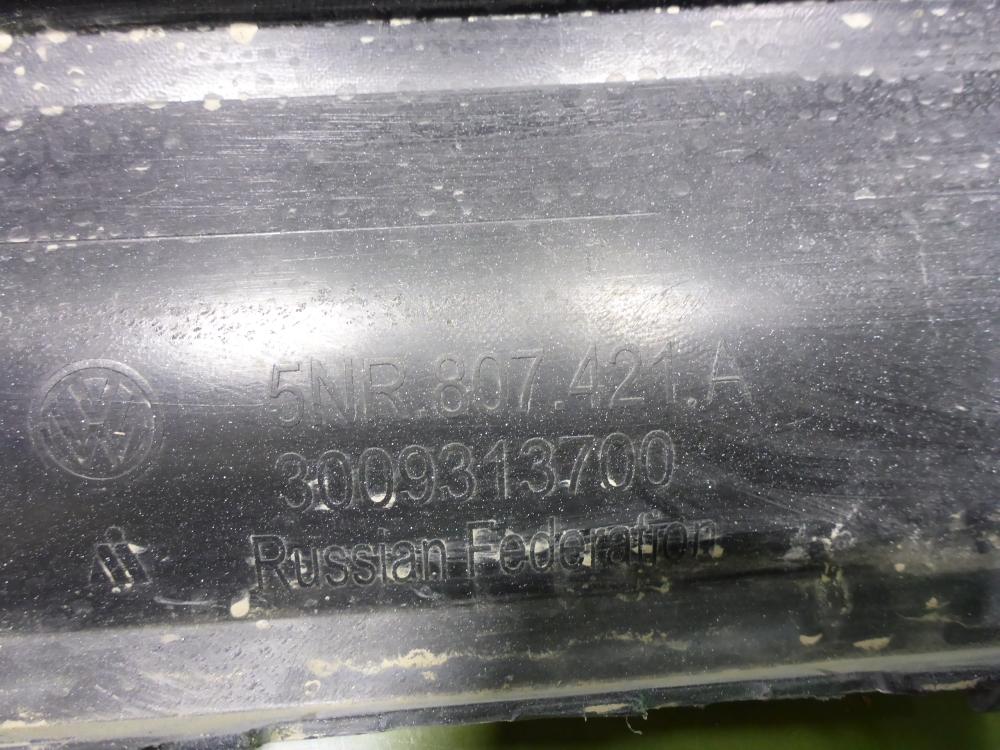 5NR.807.421.A
3009313700
Russian Federation